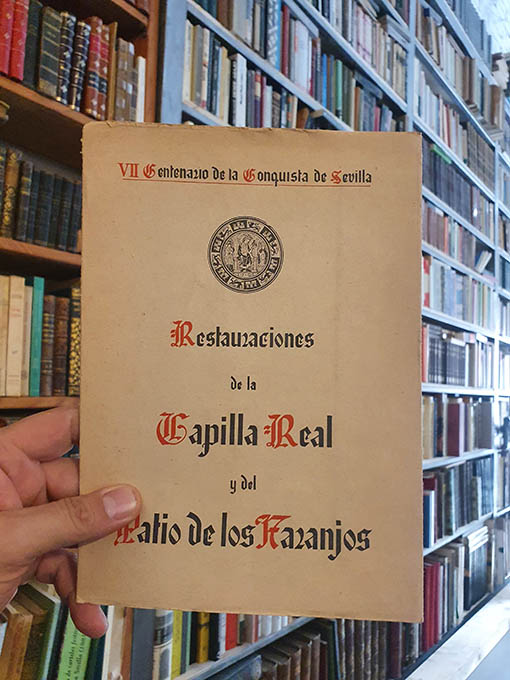 VII Centenario de la Conquista de Sevilla
Restauraciones
de la
Capilla Real
y del
Patio de los Naranjos